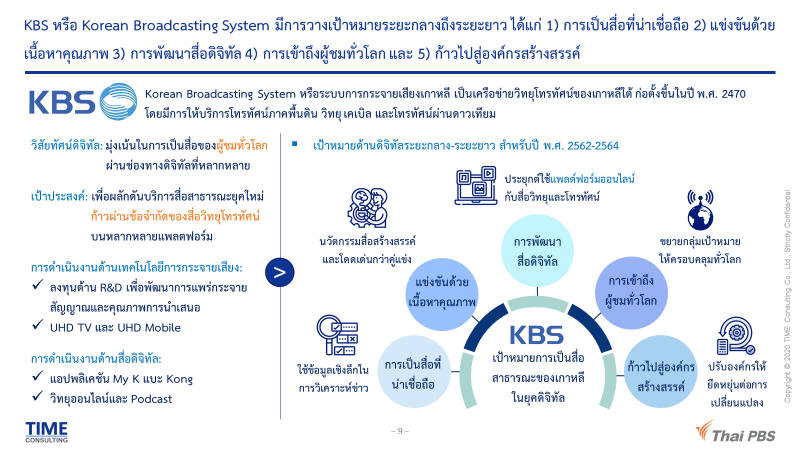 KBS หรือ Korean Broadcasting System มีการวางเป้าหมายระยะกลางถึงระยะยาว ได้แก่ 1) การเป็นสื่อที่น่าเชื่อถือ 2) แข่งขันด้วย
เนื้อหาคุณภาพ 3) การพัฒนาสื่อดิจิทัล 4) การเข้าถึงผู้ชมทั่วโลก และ 5) ก้าวไปสู่องค์กรสร้างสรรค์
KBS
Korean Broadcasting System หรือระบบการกระจายเสียงเกาหลี เป็นเครือข่ายวิทยุโทรทัศน์ของเกาหลีใต้ ก่อตั้งขึ้นในปี พ.ศ. 2470
โดยมีการให้บริการโทรทัศน์ภาคพื้นดิน วิทยุ เคเบิล และโทรทัศน์ผ่านดาวเทียม
วิสัยทัศน์ดิจิทัล: มุ่งเน้นในการเป็นสื่อของผู้ชมทั่วโลก
ผ่านช่องทางดิจิทัลที่หลากหลาย
เป้าประสงค์: เพื่อผลักดันบริการสื่อสาธารณะยุคใหม่
ก้าวผ่านข้อจำกัดของสื่อวิทยุโทรทัศน์
บนหลากหลายแพลตฟอร์ม
การดำเนินงานด้านเทคโนโลยีการกระจายเสียง:
✓ ลงทุนด้าน R&D เพื่อพัฒนาการแพร่กระจาย
สัญญาณและคุณภาพการนำเสนอ
✓ UHD TV และ UHD Mobile
การดำเนินงานด้านสื่อดิจิทัล:
✓ แอปพลิเคชัน My K แบะ Kong
✓ วิทยุออนไลน์และ Podcast
>
▪ เป้าหมายด้านดิจิทัลระยะกลาง-ระยะยาว สำหรับปี พ.ศ. 2562-2564
ประยุกต์ใช้แพลต์ฟอร์มออนไลน์
กับสื่อวิทยุและโทรทัศน์
นวัตกรรมสื่อสร้างสรรค์
และโดดเด่นกว่าคู่แข่ง
การพัฒนา
สื่อดิจิทัล
ขยายกลุ่มเป้าหมาย
ให้ครอบคลุมทั่วโลก
แข่งขันด้วย
เนื้อหาคุณภาพ
การเข้าถึง
ผู้ชมทั่วโลก
KBS
เป้าหมายการเป็นสื่อ
สาธารณะของเกาหลี
ในยุคดิจิทัล
ใช้ข้อมูลเชิงลึกใน
การวิเคราะห์ข่าว
การเป็นสื่อที่
น่าเชื่อถือ
ก้าวไปสู่องค์กร
สร้างสรรค์
ปรับองค์กรให้
ยืดหยุ่นต่อการ
เปลี่ยนแปลง
Copyright © 2020 TIME Consulting Co., Ltd., Strictly Confidential
TIME
CONSULTING
– 9 –
Thai PBS